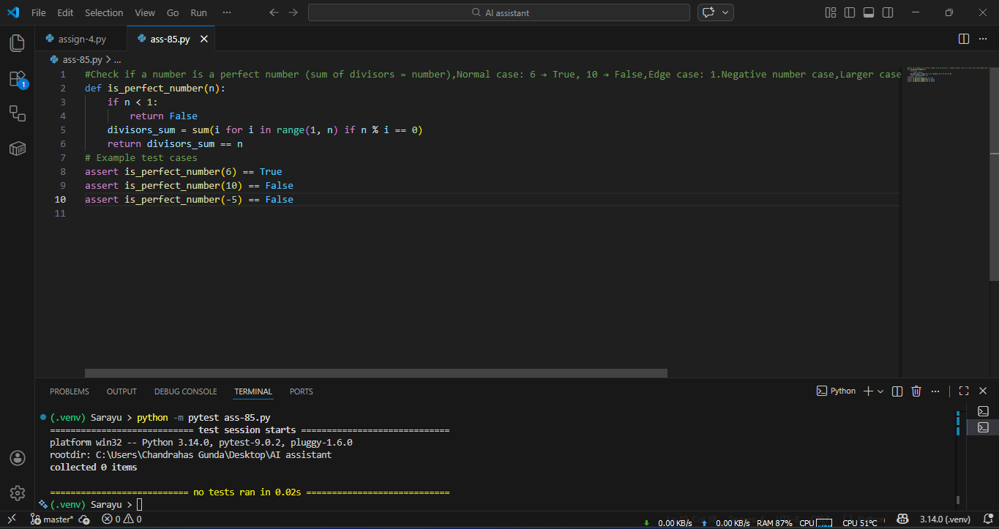 File Edit Selection View Go Run ··· ← → AI assistant
assign-4.py ass-85.py
ass-85.py > ...
1 #Check if a number is a perfect number (sum of divisors = number),Normal case: 6 → True, 10 → False,Edge case: 1.Negative number case,Larger case
2 def is_perfect_number(n):
3 if n < 1:
4 return False
5 divisors_sum = sum(i for i in range(1, n) if n % i == 0)
6 return divisors_sum == n
7 # Example test cases
8 assert is_perfect_number(6) == True
9 assert is_perfect_number(10) == False
10 assert is_perfect_number(-5) == False
11
1
PROBLEMS OUTPUT DEBUG CONSOLE TERMINAL PORTS Python
(.venv) Sarayu > python -m pytest ass-85.py
============================ test session starts =============================
platform win32 -- Python 3.14.0, pytest-9.0.2, pluggy-1.6.0
rootdir: C:\Users\Chandrahas Gunda\Desktop\AI assistant
collected 0 items
=========================== no tests ran in 0.02s ============================
(.venv) Sarayu >
master* 0 0 3.14.0 (.venv)
0.00 KB/s 0.00 KB/s RAM 87% CPU CPU 51°C